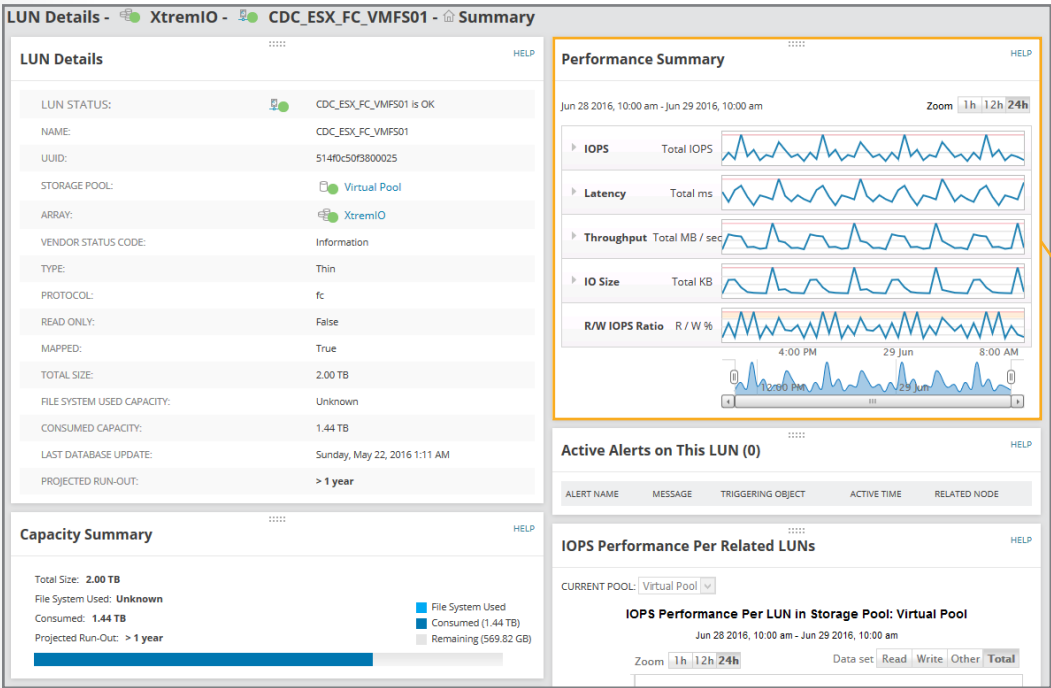 LUN Details - XtremIO - CDC_ESX_FC_VMFS01 - Summary
LUN Details
HELP
LUN STATUS: CDC_ESX_FC_VMFS01 is OK
NAME: CDC_ESX_FC_VMFS01
UUID: 514f0c50f3800025
STORAGE POOL: Virtual Pool
ARRAY: XtremIO
VENDOR STATUS CODE: Information
TYPE: Thin
PROTOCOL: fc
READ ONLY: False
MAPPED: True
TOTAL SIZE: 2.00 TB
FILE SYSTEM USED CAPACITY: Unknown
CONSUMED CAPACITY: 1.44 TB
LAST DATABASE UPDATE: Sunday, May 22, 2016 1:11 AM
PROJECTED RUN-OUT: > 1 year
Capacity Summary
HELP
Total Size: 2.00 TB
File System Used: Unknown
Consumed: 1.44 TB
Projected Run-Out: > 1 year
File System Used
Consumed (1.44 TB)
Remaining (569.82 GB)
Performance Summary
HELP
Jun 28 2016, 10:00 am - Jun 29 2016, 10:00 am
Zoom 1h 12h 24h
IOPS Total IOPS
Latency Total ms
Throughput Total MB / sec
IO Size Total KB
R/W IOPS Ratio R / W %
4:00 PM 29 Jun 8:00 AM
12:00 PM 29 Jun
Active Alerts on This LUN (0)
HELP
ALERT NAME MESSAGE TRIGGERING OBJECT ACTIVE TIME RELATED NODE
IOPS Performance Per Related LUNs
HELP
CURRENT POOL: Virtual Pool
IOPS Performance Per LUN in Storage Pool: Virtual Pool
Jun 28 2016, 10:00 am - Jun 29 2016, 10:00 am
Zoom 1h 12h 24h Data set Read Write Other Total